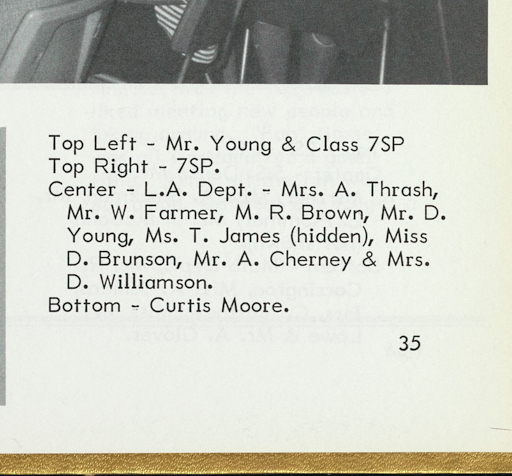 Top Left - Mr. Young & Class 7SP
Top Right - 7SP.
Center - L.A. Dept. - Mrs. A. Thrash,
Mr. W. Farmer, M. R. Brown, Mr. D.
Young, Ms. T. James (hidden), Miss
D. Brunson, Mr. A. Cherney & Mrs.
D. Williamson.
Bottom - Curtis Moore.
35